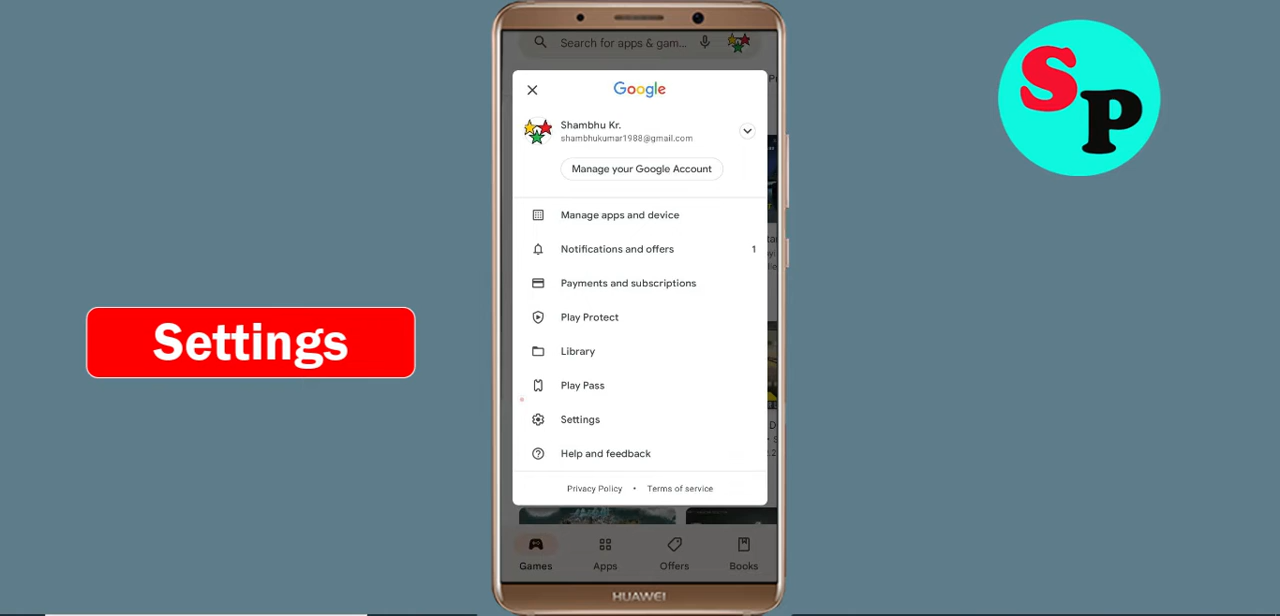 Search for apps & gam...
Google
Shambhu Kr.
shambhukumar1988@gmail.com
Manage your Google Account
Manage apps and device
Notifications and offers 1
Payments and subscriptions
Play Protect
Library
Play Pass
Settings
Help and feedback
Privacy Policy • Terms of service
Games Apps Offers Books
HUAWEI
Settings
SP